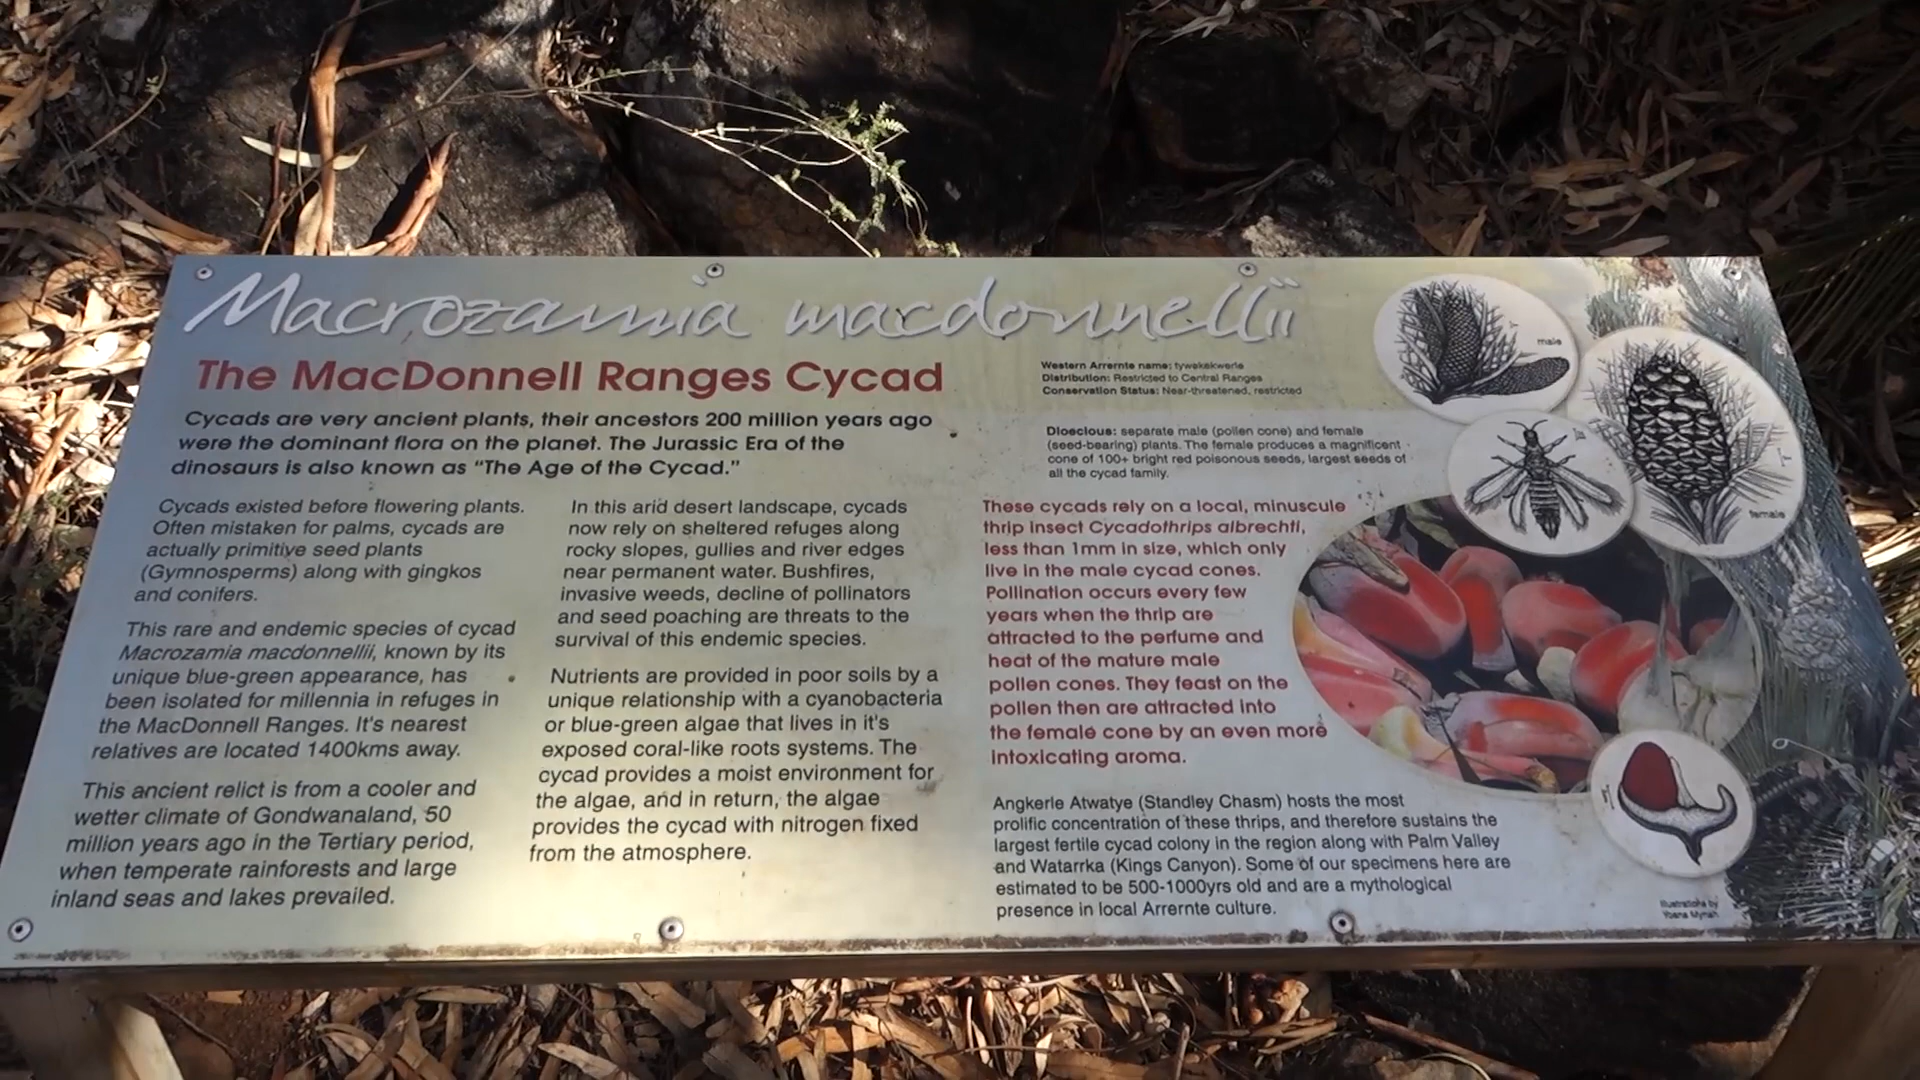 Macrozamia macdonnellii
The MacDonnell Ranges Cycad
Cycads are very ancient plants, their ancestors 200 million years ago
were the dominant flora on the planet. The Jurassic Era of the
dinosaurs is also known as “The Age of the Cycad.”
Cycads existed before flowering plants.
Often mistaken for palms, cycads are
actually primitive seed plants
(Gymnosperms) along with gingkos
and conifers.
This rare and endemic species of cycad
Macrozamia macdonnellii, known by its
unique blue-green appearance, has
been isolated for millennia in refuges in
the MacDonnell Ranges. It's nearest
relatives are located 1400kms away.
This ancient relict is from a cooler and
wetter climate of Gondwanaland, 50
million years ago in the Tertiary period,
when temperate rainforests and large
inland seas and lakes prevailed.
In this arid desert landscape, cycads
now rely on sheltered refuges along
rocky slopes, gullies and river edges
near permanent water. Bushfires,
invasive weeds, decline of pollinators
and seed poaching are threats to the
survival of this endemic species.
Nutrients are provided in poor soils by a
unique relationship with a cyanobacteria
or blue-green algae that lives in it's
exposed coral-like roots systems. The
cycad provides a moist environment for
the algae, and in return, the algae
provides the cycad with nitrogen fixed
from the atmosphere.
Western Arrernte name: tywekekwerle
Distribution: Restricted to Central Ranges
Conservation Status: Near-threatened, restricted
Dioecious: separate male (pollen cone) and female
(seed-bearing) plants. The female produces a magnificent
cone of 100+ bright red poisonous seeds, largest seeds of
all the cycad family.
These cycads rely on a local, minuscule
thrip insect Cycadothrips albrechti,
less than 1mm in size, which only
live in the male cycad cones.
Pollination occurs every few
years when the thrip are
attracted to the perfume and
heat of the mature male
pollen cones. They feast on the
pollen then are attracted into
the female cone by an even more
intoxicating aroma.
Angkerle Atwatye (Standley Chasm) hosts the most
prolific concentration of these thrips, and therefore sustains the
largest fertile cycad colony in the region along with Palm Valley
and Watarrka (Kings Canyon). Some of our specimens here are
estimated to be 500-1000yrs old and are a mythological
presence in local Arrernte culture.
male
female
Illustrations by